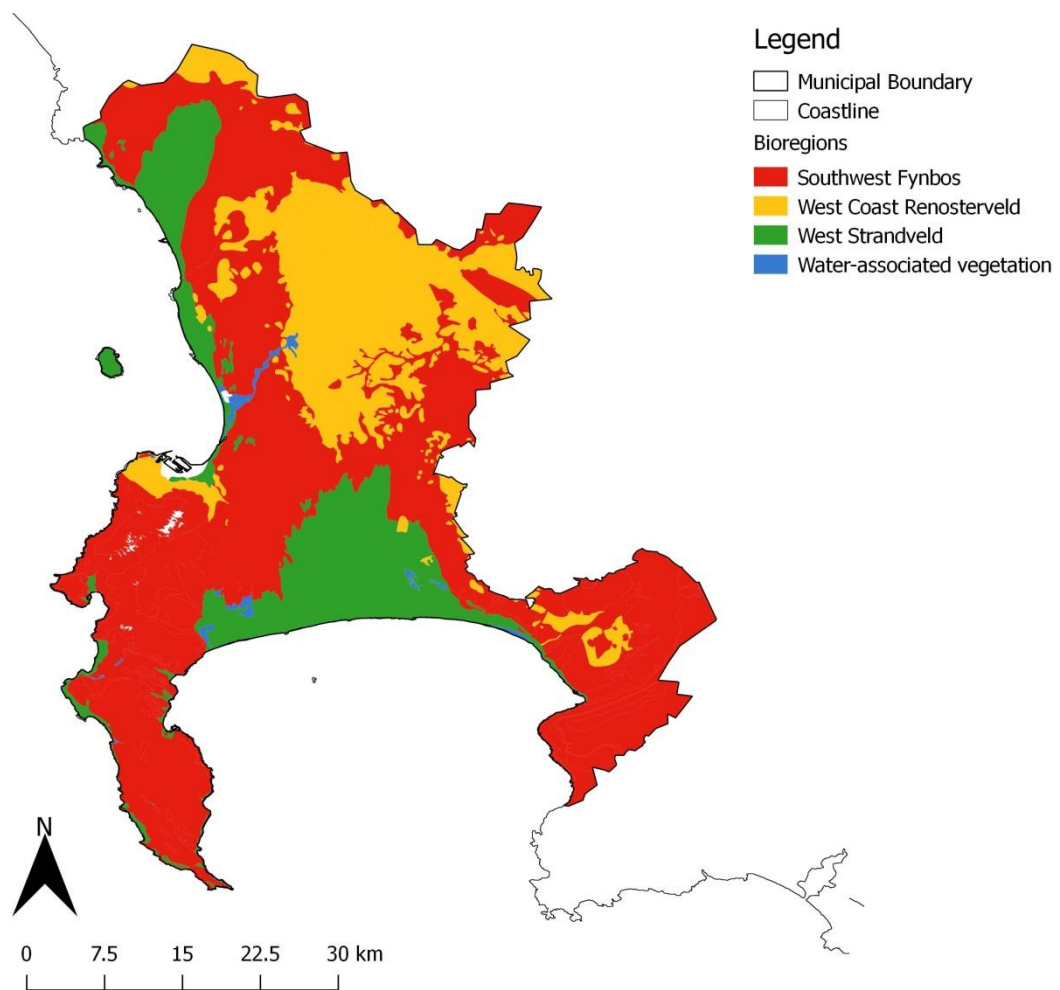 Legend
Municipal Boundary
Coastline
Bioregions
Southwest Fynbos
West Coast Renosterveld
West Strandveld
Water-associated vegetation
N
0 7.5 15 22.5 30 km